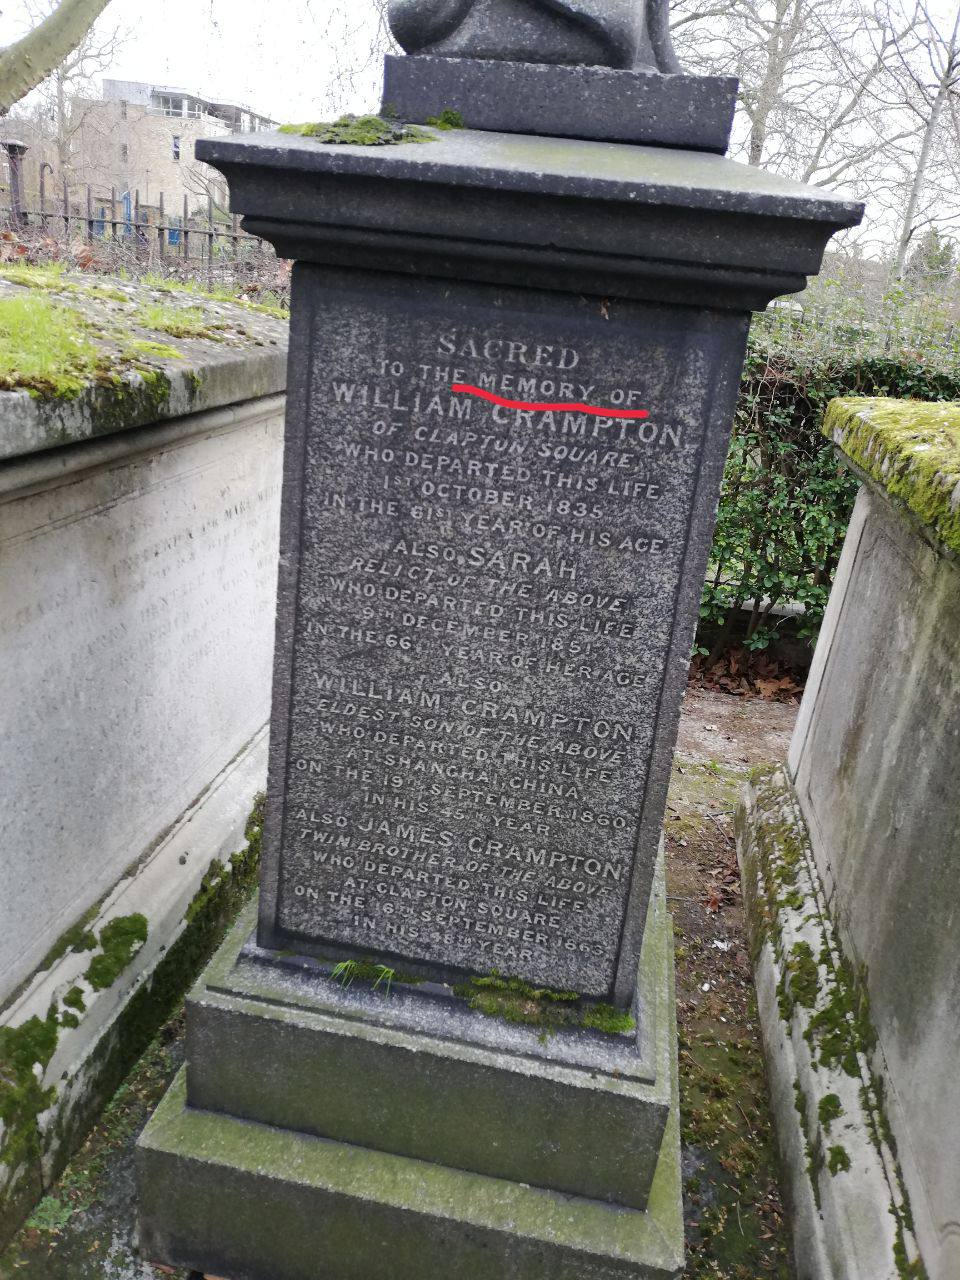 SACRED
TO THE MEMORY OF
WILLIAM CRAMPTON
OF CLAPTON SQUARE
WHO DEPARTED THIS LIFE
1ST OCTOBER 1835
IN THE 61ST YEAR OF HIS AGE
ALSO, SARAH
RELICT OF THE ABOVE
WHO DEPARTED THIS LIFE
9TH DECEMBER 1851
IN THE 66TH YEAR OF HER AGE.
ALSO
WILLIAM CRAMPTON
ELDEST SON OF THE ABOVE
WHO DEPARTED THIS LIFE
AT SHANGHAI, CHINA,
ON THE 19TH SEPTEMBER 1860
IN HIS 45TH YEAR
ALSO JAMES CRAMPTON
TWIN BROTHER OF THE ABOVE
WHO DEPARTED THIS LIFE,
AT CLAPTON SQUARE
ON THE 16TH SEPTEMBER 1863
IN HIS 48TH YEAR.